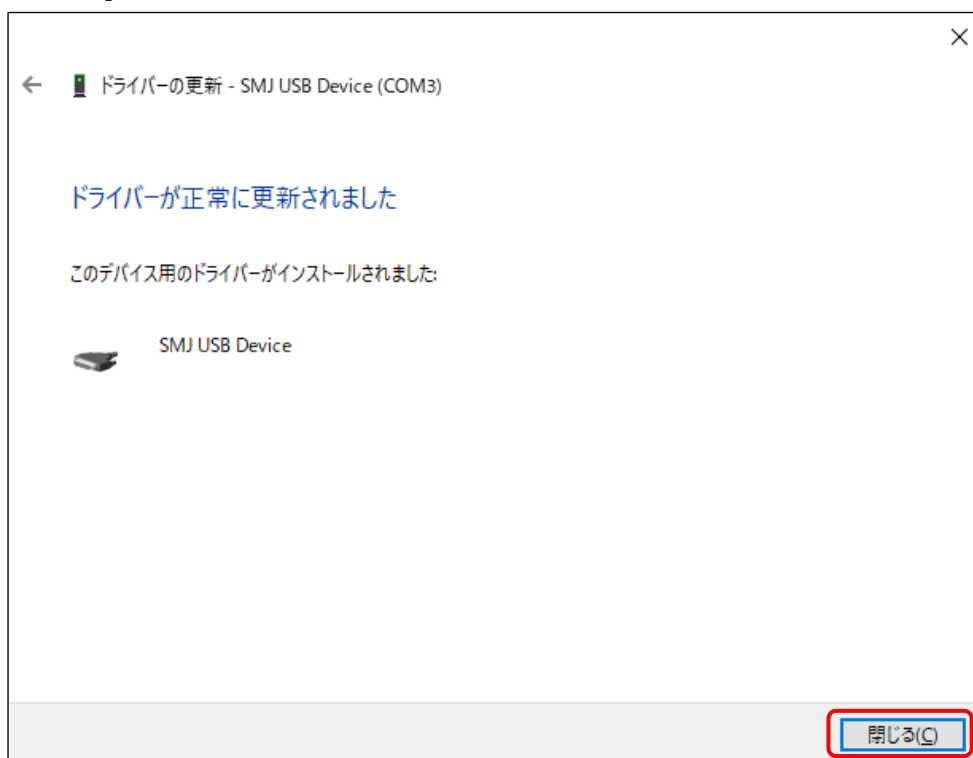 ドライバーの更新 - SMJ USB Device (COM3)
ドライバーが正常に更新されました
このデバイス用のドライバーがインストールされました:
SMJ USB Device
閉じる(C)